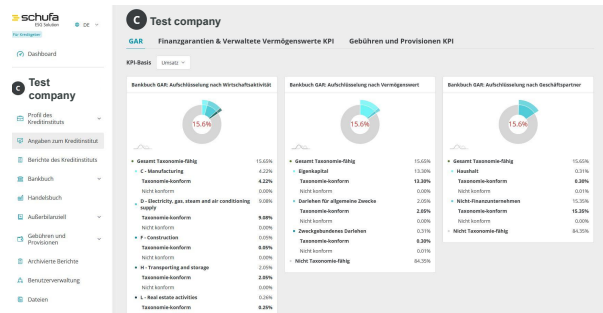 schufa
ESG Solution
DE
Für Kreditgeber
Dashboard
C Test company
Profil des Kreditinstituts
Angaben zum Kreditinstitut
Berichte des Kreditinstituts
Bankbuch
Handelsbuch
Außerbilanziell
Gebühren und Provisionen
Archivierte Berichte
Benutzerverwaltung
Dateien
C Test company
GAR Finanzgarantien & Verwaltete Vermögenswerte KPI Gebühren und Provisionen KPI
KPI-Basis Umsatz
Bankbuch GAR: Aufschlüsselung nach Wirtschaftsaktivität
15.6%
Gesamt Taxonomie-fähig 15.65%
C - Manufacturing 4.22%
Taxonomie-konform 4.22%
Nicht konform 0.00%
D - Electricity, gas, steam and air conditioning supply 9.08%
Taxonomie-konform 9.08%
Nicht konform 0.00%
F - Construction 0.05%
Taxonomie-konform 0.05%
Nicht konform 0.00%
H - Transporting and storage 2.05%
Taxonomie-konform 2.05%
Nicht konform 0.00%
L - Real estate activities 0.26%
Taxonomie-konform 0.25%
Bankbuch GAR: Aufschlüsselung nach Vermögenswert
15.6%
Gesamt Taxonomie-fähig 15.65%
Eigenkapital 13.30%
Taxonomie-konform 13.30%
Nicht konform 0.00%
Darlehen für allgemeine Zwecke 2.05%
Taxonomie-konform 2.05%
Nicht konform 0.00%
Zweckgebundenes Darlehen 0.31%
Taxonomie-konform 0.30%
Nicht konform 0.01%
Nicht Taxonomie-fähig 84.35%
Bankbuch GAR: Aufschlüsselung nach Geschäftspartner
15.6%
Gesamt Taxonomie-fähig 15.65%
Haushalt 0.31%
Taxonomie-konform 0.30%
Nicht konform 0.01%
Nicht-Finanzunternehmen 15.35%
Taxonomie-konform 15.35%
Nicht konform 0.00%
Nicht Taxonomie-fähig 84.35%